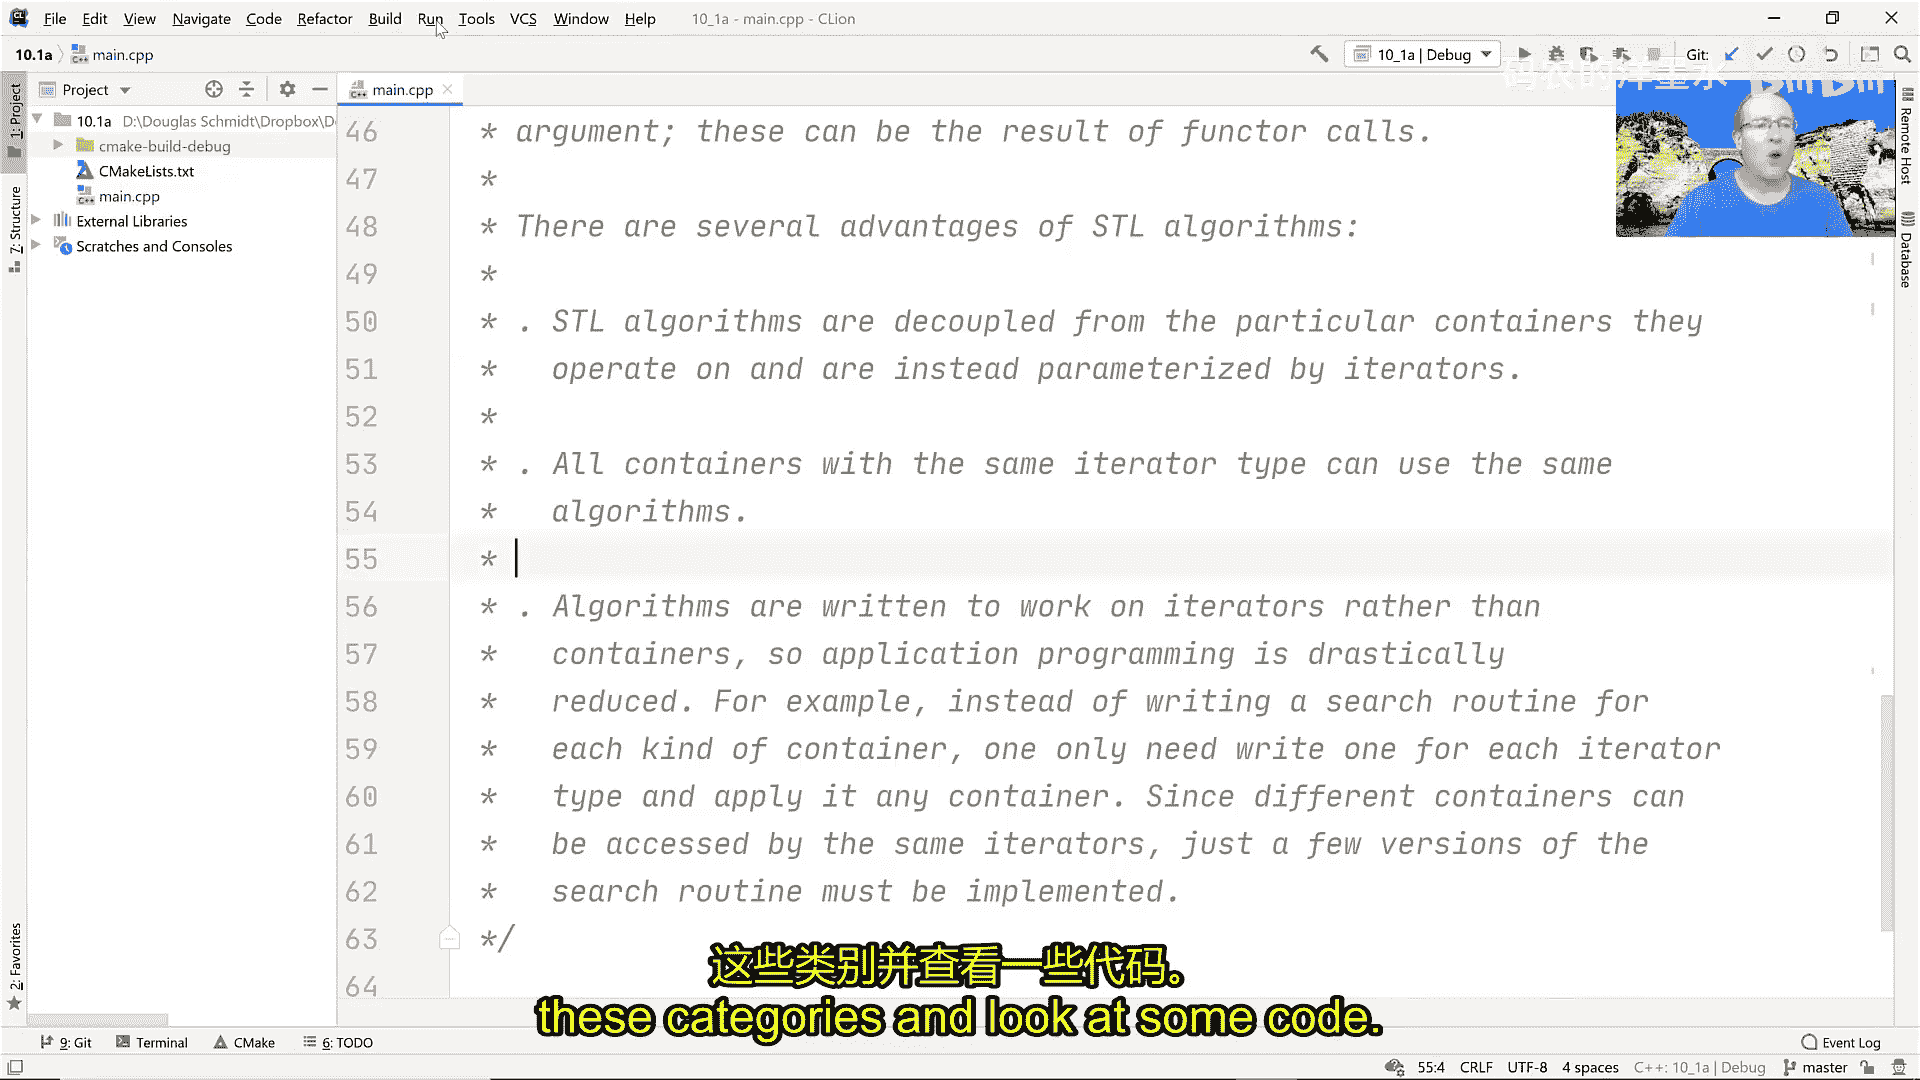 File Edit View Navigate Code Refactor Build Run Tools VCS Window Help 10_1a - main.cpp - CLion
10.1a main.cpp 10_1a | Debug Git:
码农的洋垩水
1: Project
Project
main.cpp
10.1a D:\Douglas Schmidt\Dropbox\D
cmake-build-debug
CMakeLists.txt
main.cpp
External Libraries
Scratches and Consoles
7: Structure
2: Favorites
Remote Host
Database
46 * argument; these can be the result of functor calls.
47 *
48 * There are several advantages of STL algorithms:
49 *
50 * . STL algorithms are decoupled from the particular containers they
51 * operate on and are instead parameterized by iterators.
52 *
53 * . All containers with the same iterator type can use the same
54 * algorithms.
55 *
56 * . Algorithms are written to work on iterators rather than
57 * containers, so application programming is drastically
58 * reduced. For example, instead of writing a search routine for
59 * each kind of container, one only need write one for each iterator
60 * type and apply it any container. Since different containers can
61 * be accessed by the same iterators, just a few versions of the
62 * search routine must be implemented.
63 */
64
这些类别并查看一些代码。
these categories and look at some code.
9: Git Terminal CMake 6: TODO Event Log
55:4 CRLF UTF-8 4 spaces C++: 10_1a | Debug master